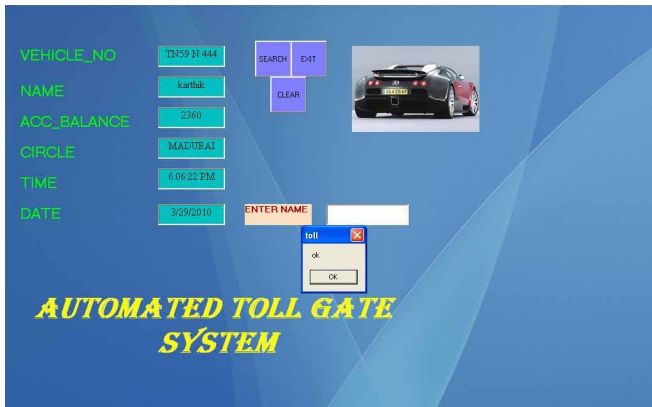 VEHICLE_NO TN59 N 444 SEARCH EXIT
NAME karthik CLEAR
ACC_BALANCE 2360
CIRCLE MADURAI
TIME 6:06:22 PM
DATE 3/29/2010 ENTER NAME
toll
ok
OK
AUTOMATED TOLL GATE
SYSTEM